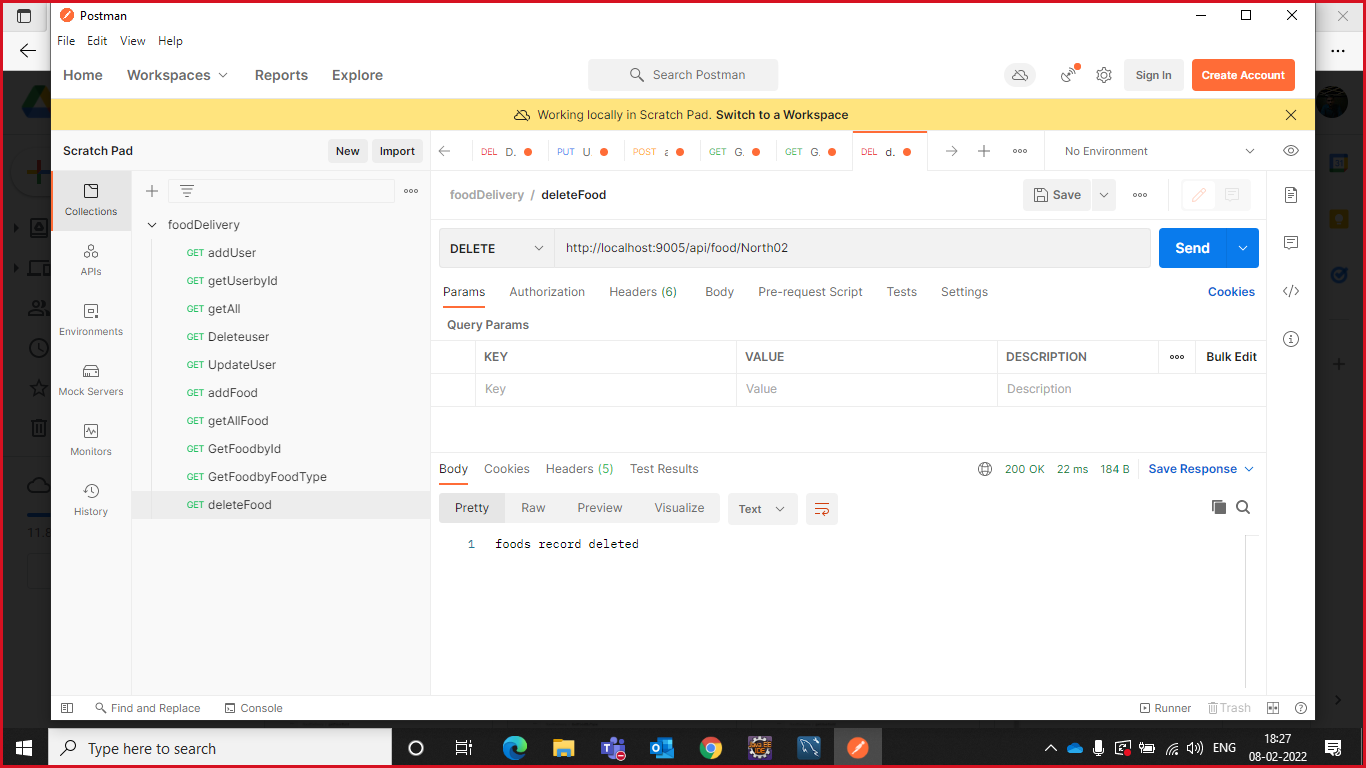 Postman
File Edit View Help
Home Workspaces Reports Explore Search Postman Sign In Create Account
Working locally in Scratch Pad. Switch to a Workspace
Scratch Pad New Import DEL D. PUT U. POST a GET G. GET G. DEL d. No Environment
foodDelivery / deleteFood Save
Collections
APIs
Environments
Mock Servers
Monitors
History
foodDelivery
GET addUser
GET getUserbyId
GET getAll
GET Deleteuser
GET UpdateUser
GET addFood
GET getAllFood
GET GetFoodbyId
GET GetFoodbyFoodType
GET deleteFood
DELETE http://localhost:9005/api/food/North02 Send
Params Authorization Headers (6) Body Pre-request Script Tests Settings Cookies
Query Params
KEY VALUE DESCRIPTION Bulk Edit
Key Value Description
Body Cookies Headers (5) Test Results 200 OK 22 ms 184 B Save Response
Pretty Raw Preview Visualize Text
1 foods record deleted
Find and Replace Console Runner Trash
Type here to search ENG 18:27
08-02-2022